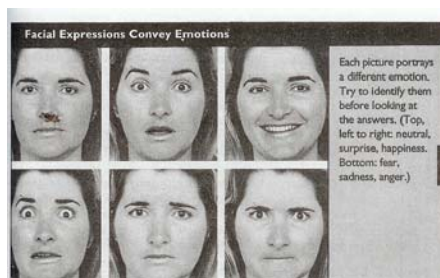 Facial Expressions Convey Emotions
Each picture portrays
a different emotion.
Try to identify them
before looking at
the answers. (Top,
left to right: neutral,
surprise, happiness.
Bottom: fear,
sadness, anger.)